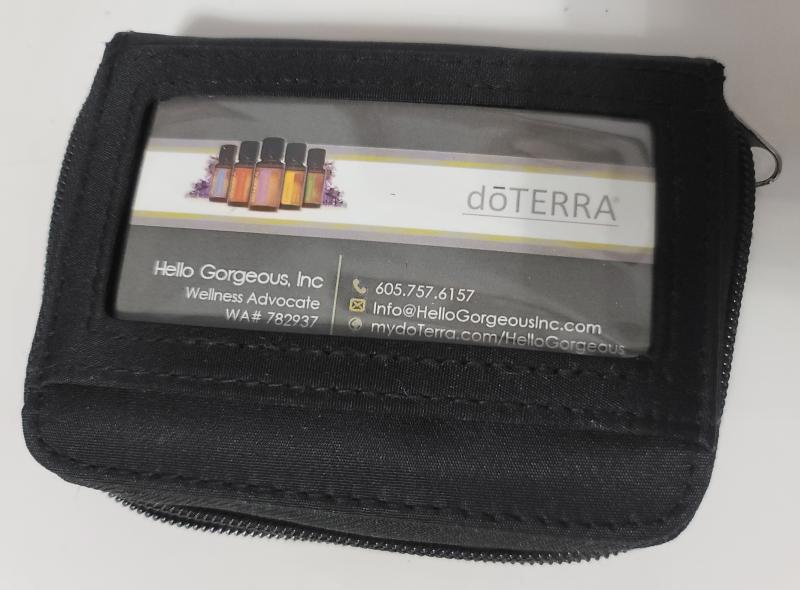 dōTERRA®
Hello Gorgeous, Inc
Wellness Advocate
WA# 782937
605.757.6157
Info@HelloGorgeousInc.com
mydoTerra.com/HelloGorgeous